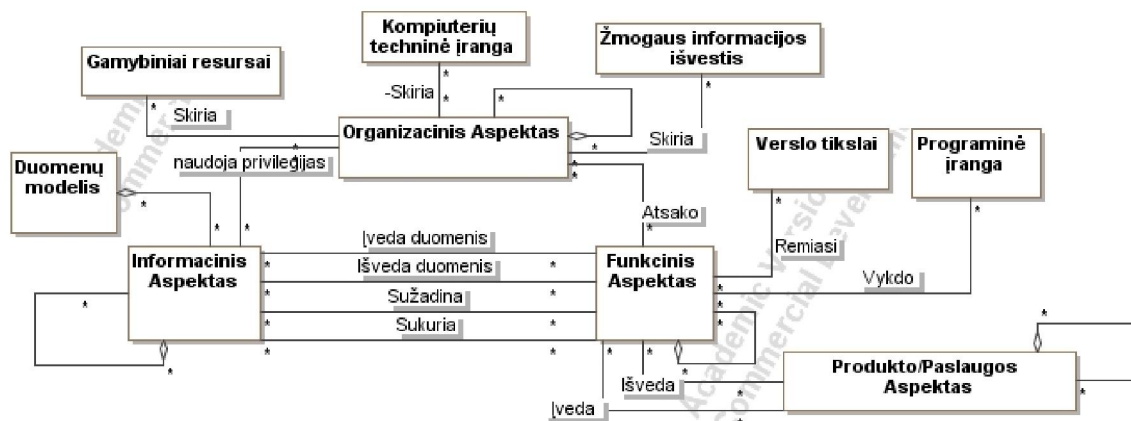 Kompiuterių
techninė įranga
Žmogaus informacijos
išvestis
Gamybiniai resursai
-Skiria
Skiria
Organizacinis Aspektas
Skiria
Verslo tikslai
Programinė
įranga
naudoja privilegijas
Duomenų
modelis
Atsako
Įveda duomenis
Informacinis
Aspektas
Išveda duomenis
Funkcinis
Aspektas
Remiasi
Vykdo
Sužadina
Sukuria
Produkto/Paslaugos
Aspektas
Išveda
Įveda